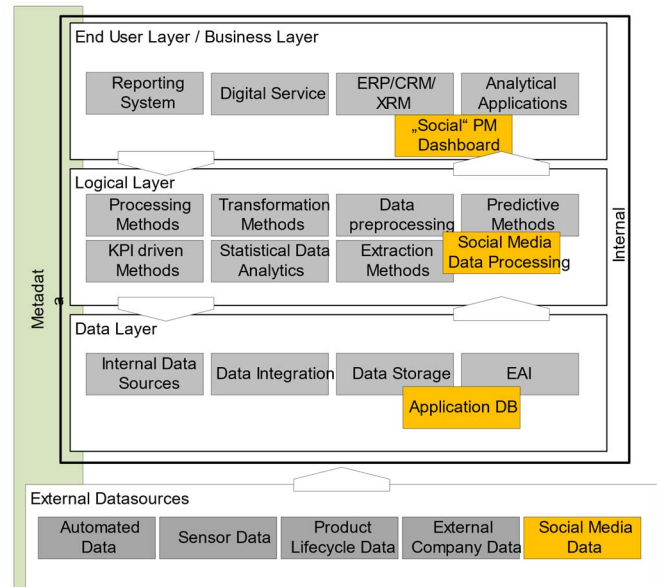 End User Layer / Business Layer
Reporting
System
Digital Service
ERP/CRM/
XRM
Analytical
Applications
„Social“ PM
Dashboard
Logical Layer
Processing
Methods
Transformation
Methods
Data
preprocessing
Predictive
Methods
KPI driven
Methods
Statistical Data
Analytics
Extraction
Methods
Social Media
Data Processing
Data Layer
Internal Data
Sources
Data Integration
Data Storage
EAI
Application DB
Internal
Metadat
a
External Datasources
Automated
Data
Sensor Data
Product
Lifecycle Data
External
Company Data
Social Media
Data